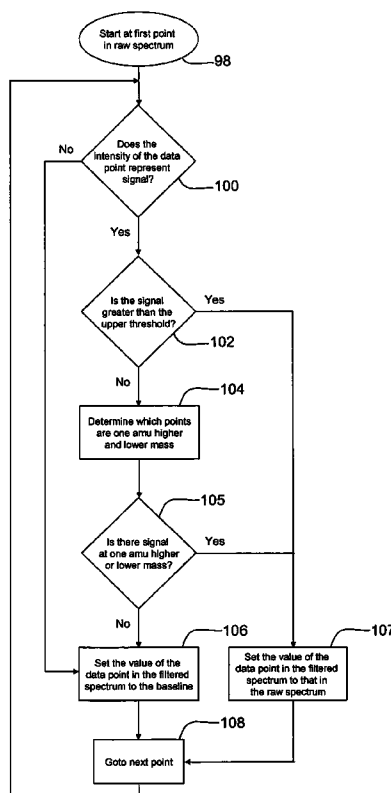 Start at first point
in raw spectrum
98
No
Does the
intensity of the data
point represent
signal?
100
Yes
Is the signal
greater than the
upper threshold?
Yes
102
No
104
Determine which points
are one amu higher
and lower mass
105
Is there signal
at one amu higher
or lower mass?
Yes
No
106
107
Set the value of the
data point in the filtered
spectrum to the baseline
Set the value of the
data point in the filtered
spectrum to that in
the raw spectrum
108
Goto next point